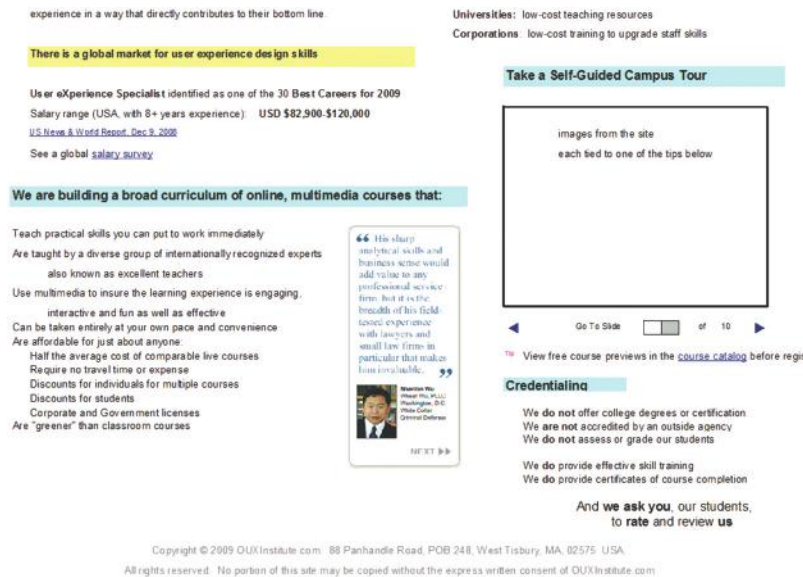 experience in a way that directly contributes to their bottom line
There is a global market for user experience design skills
User eXperience Specialist identified as one of the 30 Best Careers for 2009
Salary range (USA, with 8+ years experience): USD $82,900-$120,000
US News & World Report, Dec 9, 2008
See a global salary survey
We are building a broad curriculum of online, multimedia courses that:
Teach practical skills you can put to work immediately
Are taught by a diverse group of internationally recognized experts
also known as excellent teachers
Use multimedia to insure the learning experience is engaging,
interactive and fun as well as effective
Can be taken entirely at your own pace and convenience
Are affordable for just about anyone:
Half the average cost of comparable live courses
Require no travel time or expense
Discounts for individuals for multiple courses
Discounts for students
Corporate and Government licenses
Are "greener" than classroom courses
“ His sharp
analytical skills and
business sense would
add value to any
professional service
firm, but it is the
breadth of his field-
tested experience
with lawyers and
small law firms in
particular that makes
him invaluable. ”
Wu
Wu, PLLC
Washington, D.C.
White Collar
Criminal Defense
NEXT
Universities: low-cost teaching resources
Corporations: low-cost training to upgrade staff skills
Take a Self-Guided Campus Tour
images from the site
each tied to one of the tips below
Go To Slide of 10
TM View free course previews in the course catalog before regis
Credentialing
We do not offer college degrees or certification
We are not accredited by an outside agency
We do not assess or grade our students
We do provide effective skill training
We do provide certificates of course completion
And we ask you, our students,
to rate and review us
Copyright © 2009 OUXInstitute.com. 88 Panhandle Road, POB 248, West Tisbury, MA, 02575 USA
All rights reserved. No portion of this site may be copied without the express written consent of OUXInstitute.com